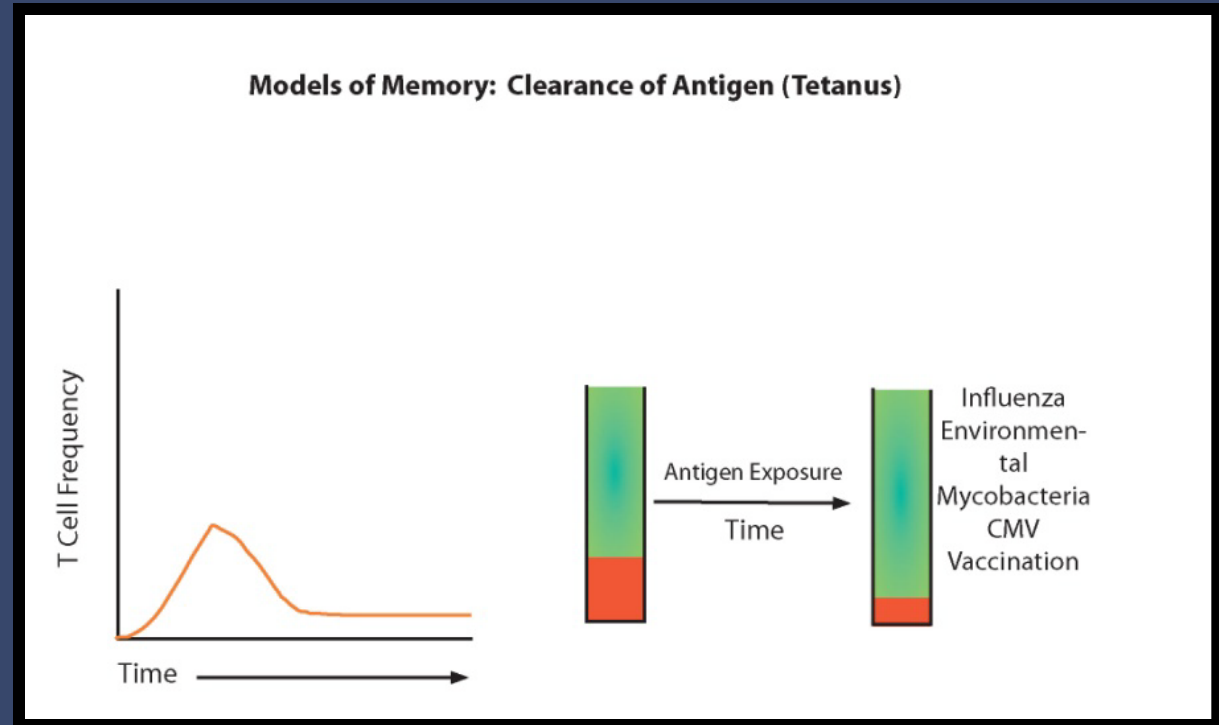 Models of Memory: Clearance of Antigen (Tetanus)
T Cell Frequency
Time
Antigen Exposure
Time
Influenza
Environmen-
tal
Mycobacteria
CMV
Vaccination